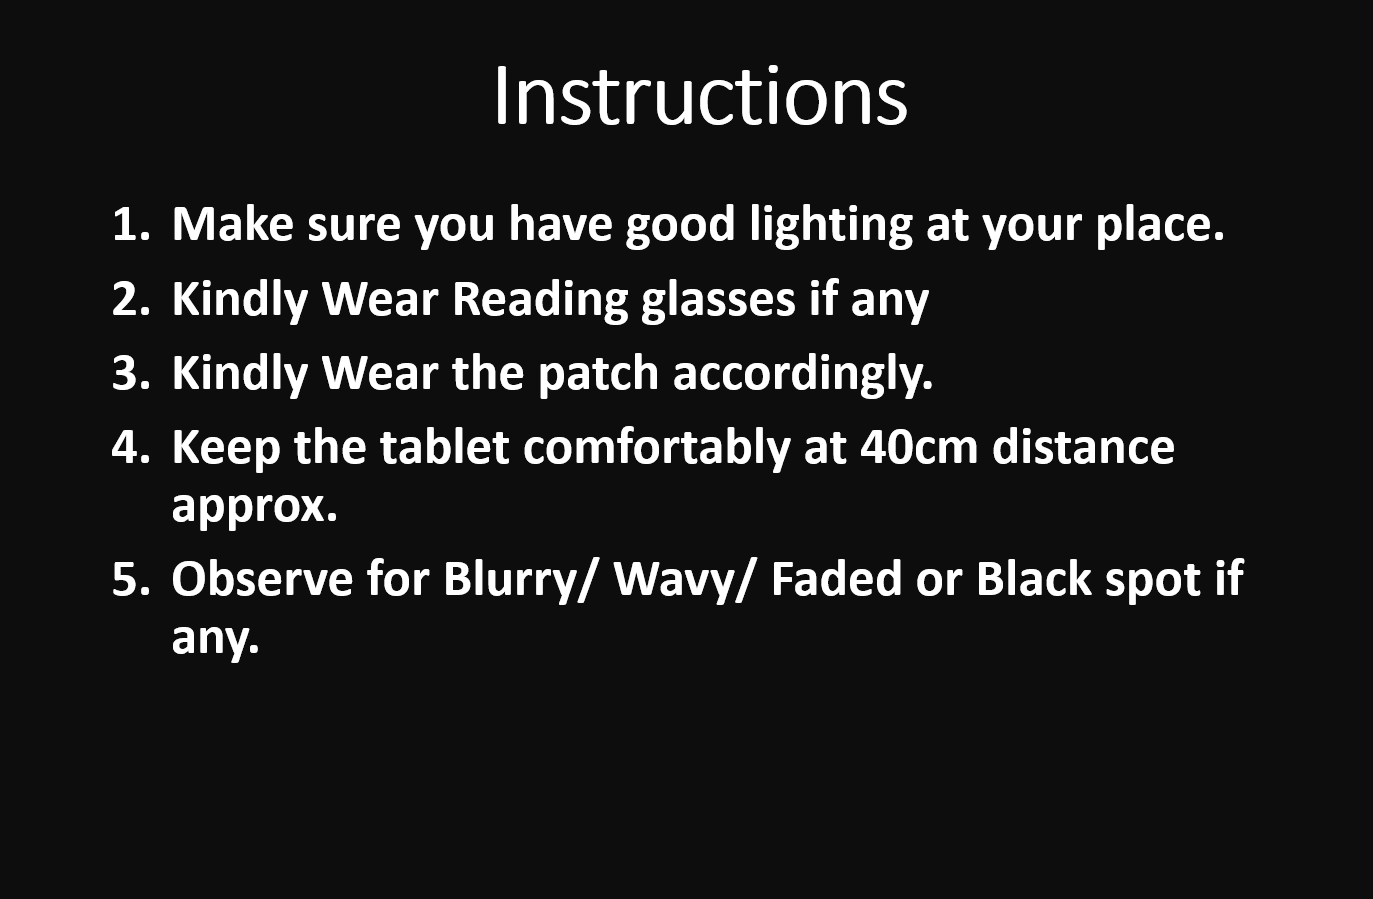 Instructions
1. Make sure you have good lighting at your place.
2. Kindly Wear Reading glasses if any
3. Kindly Wear the patch accordingly.
4. Keep the tablet comfortably at 40cm distance
approx.
5. Observe for Blurry/ Wavy/ Faded or Black spot if
any.